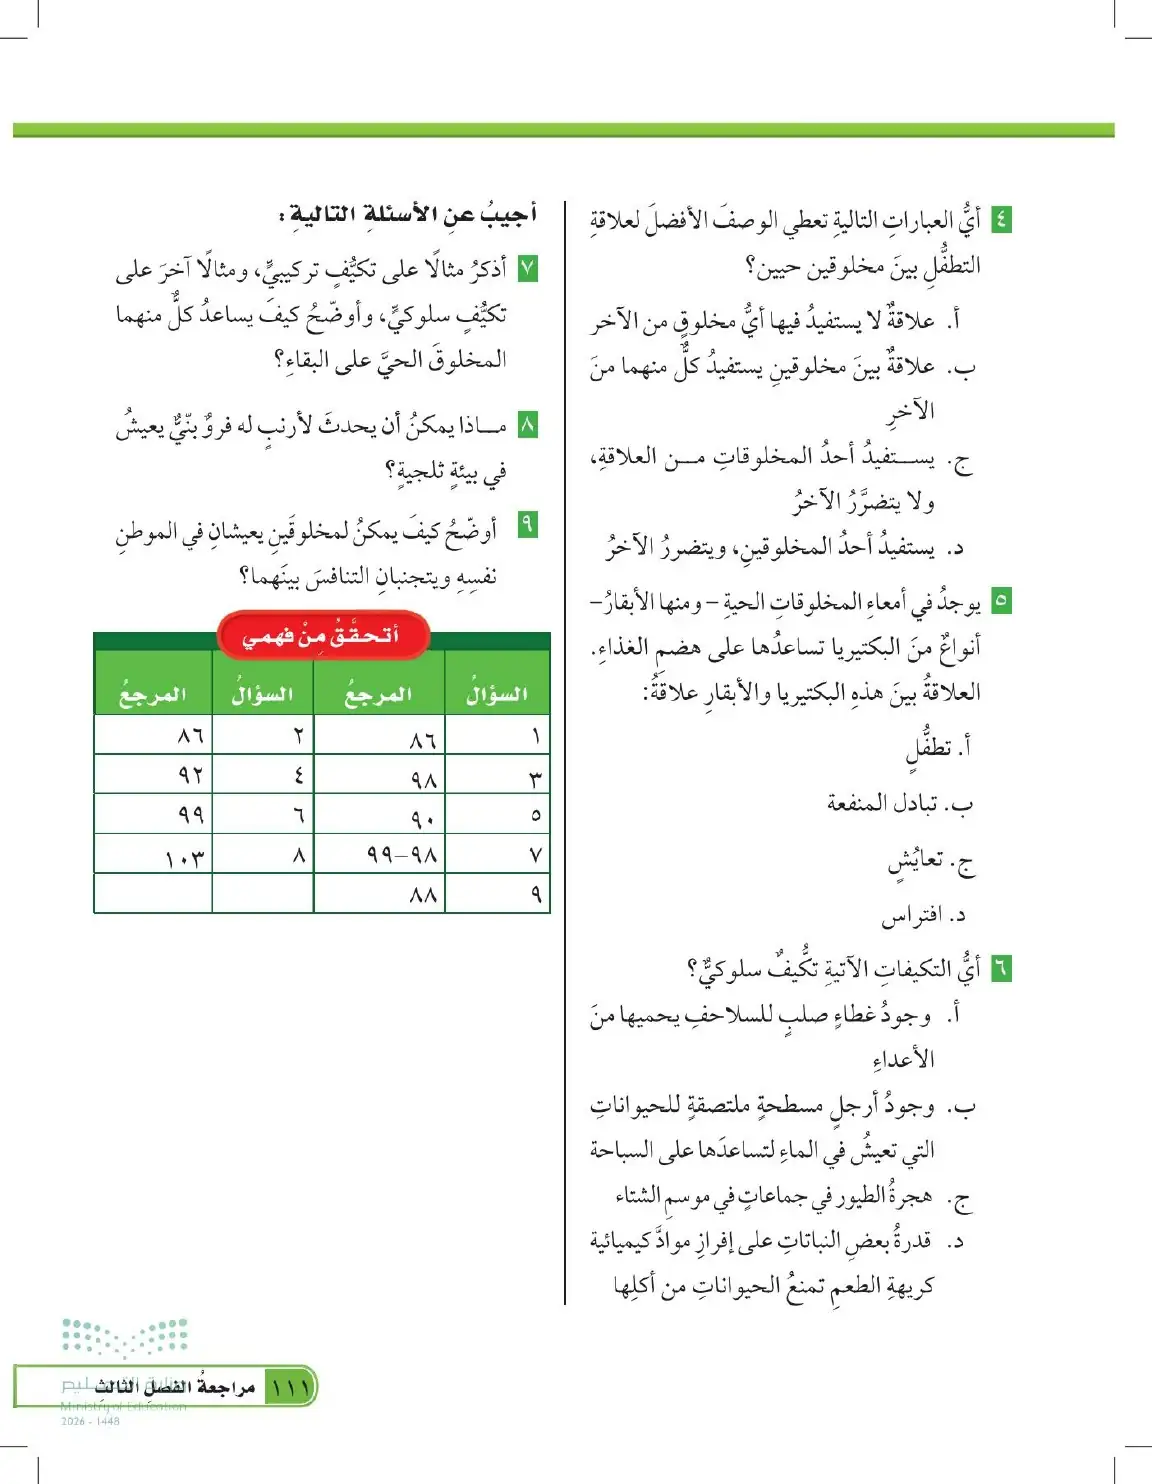 ٤ أيُّ العباراتِ التاليةِ تعطي الوصفَ الأفضلَ لعلاقةِ
التطفُّلِ بينَ مخلوقين حيين؟
أ. علاقةٌ لا يستفيدُ فيها أيُّ مخلوقٍ من الآخر
ب. علاقةٌ بينَ مخلوقينِ يستفيدُ كلٌّ منهما منَ
الآخرِ
ج. يستفيدُ أحدُ المخلوقاتِ من العلاقةِ،
ولا يتضرَّرُ الآخرُ
د. يستفيدُ أحدُ المخلوقينِ، ويتضررُ الآخرُ
٥ يوجدُ في أمعاءِ المخلوقاتِ الحيةِ – ومنها الأبقارُ–
أنواعٌ منَ البكتيريا تساعدُها على هضمِ الغذاءِ.
العلاقةُ بينَ هذهِ البكتيريا والأبقارِ علاقةُ:
أ. تطفُّلٍ
ب. تبادل المنفعة
ج. تعايُشٍ
د. افتراس
٦ أيُّ التكيفاتِ الآتيةِ تكُّيفٌ سلوكيٌّ؟
أ. وجودُ غطاءٍ صلبٍ للسلاحفِ يحميها منَ
الأعداءِ
ب. وجودُ أرجلٍ مسطحةٍ ملتصقةٍ للحيواناتِ
التي تعيشُ في الماءِ لتساعدَها على السباحة
ج. هجرةُ الطيور في جماعاتٍ في موسمِ الشتاء
د. قدرةُ بعضِ النباتاتِ على إفرازِ موادَّ كيميائية
كريهةِ الطعمِ تمنعُ الحيواناتِ من أكلِها
أجيبُ عنِ الأسئلةِ التاليةِ :
٧ أذكرُ مثالًا على تكيُّفٍ تركيبيٍّ، ومثالًا آخرَ على
تكيُّفٍ سلوكيٍّ، وأوضّحُ كيفَ يساعدُ كلٌّ منهما
المخلوقَ الحيَّ على البقاءِ؟
٨ مـاذا يمكنُ أن يحدثَ لأرنبٍ له فروٌ بنّيٌّ يعيشُ
في بيئةٍ ثلجيةٍ؟
٩ أوضّحُ كيفَ يمكنُ لمخلوقَينِ يعيشانِ في الموطنِ
نفسِهِ ويتجنبانِ التنافسَ بينَهما؟
أتحقَّقُ مِنْ فهمي
السؤالُ المرجعُ السؤالُ المرجعُ
١ ٨٦ ٢ ٨٦
٣ ٩٨ ٤ ٩٢
٥ ٩٠ ٦ ٩٩
٧ ٩٨–٩٩ ٨ ١٠٣
٩ ٨٨
١١١ مراجعةُ الفصلِ الثالثِ
وزارة التعليم
Ministry of Education
2026 - 1448